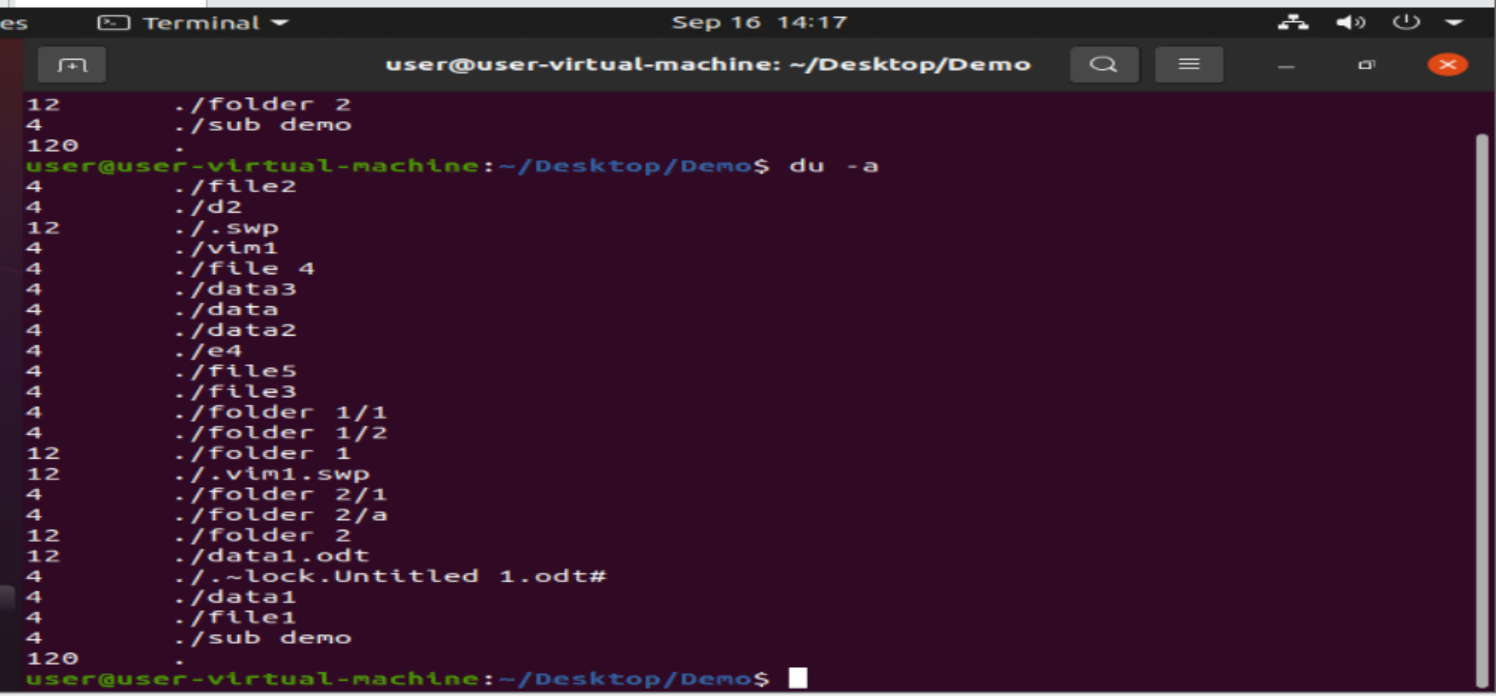 es Terminal Sep 16 14:17
user@user-virtual-machine: ~/Desktop/Demo
12 ./folder 2
4 ./sub demo
120 .
user@user-virtual-machine:~/Desktop/Demo$ du -a
4 ./file2
4 ./d2
12 ./.swp
4 ./vim1
4 ./file 4
4 ./data3
4 ./data
4 ./data2
4 ./e4
4 ./file5
4 ./file3
4 ./folder 1/1
4 ./folder 1/2
12 ./folder 1
12 ./.vim1.swp
4 ./folder 2/1
4 ./folder 2/a
12 ./folder 2
12 ./data1.odt
4 ./.~lock.Untitled 1.odt#
4 ./data1
4 ./file1
4 ./sub demo
120 .
user@user-virtual-machine:~/Desktop/Demo$